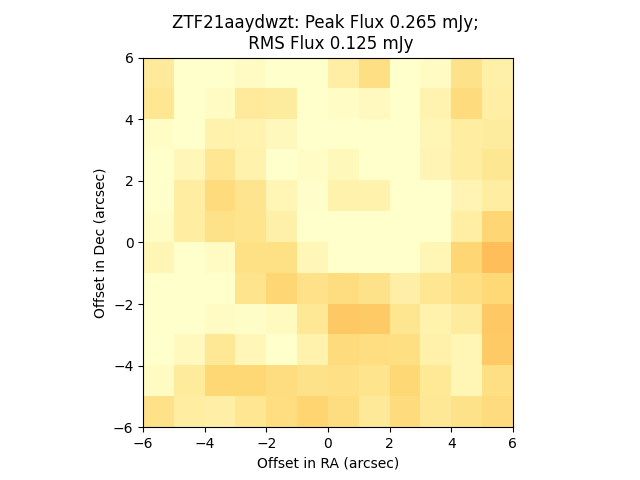 ZTF21aaydwzt: Peak Flux 0.265 mJy;
RMS Flux 0.125 mJy
6
4
2
0
−2
−4
−6
Offset in Dec (arcsec)
−6 −4 −2 0 2 4 6
Offset in RA (arcsec)